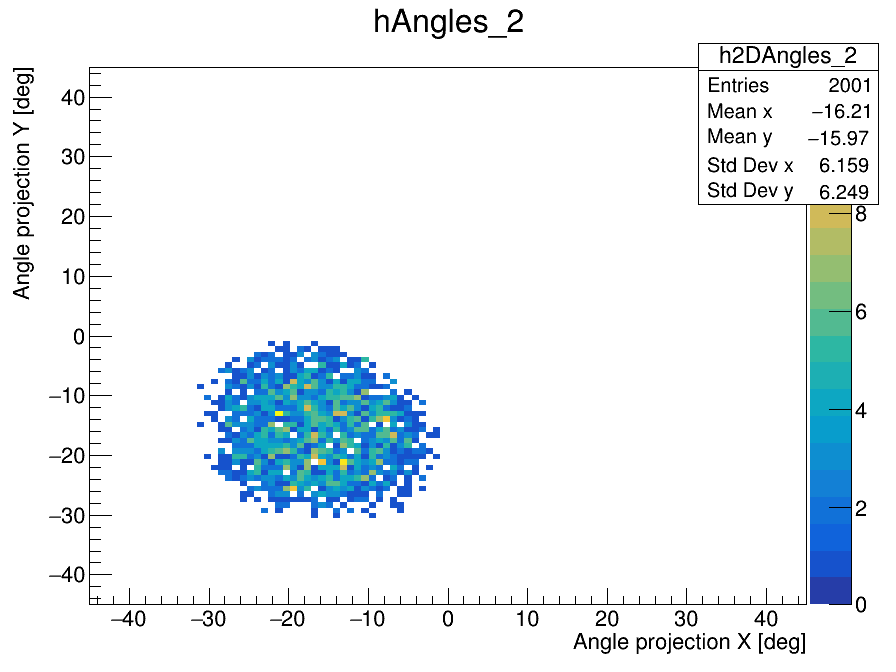 hAngles_2
h2DAngles_2
Entries 2001
Mean x −16.21
Mean y −15.97
Std Dev x 6.159
Std Dev y 6.249
Angle projection Y [deg]
40
30
20
10
0
−10
−20
−30
−40
8
6
4
2
0
−40 −30 −20 −10 0 10 20 30 40
Angle projection X [deg]